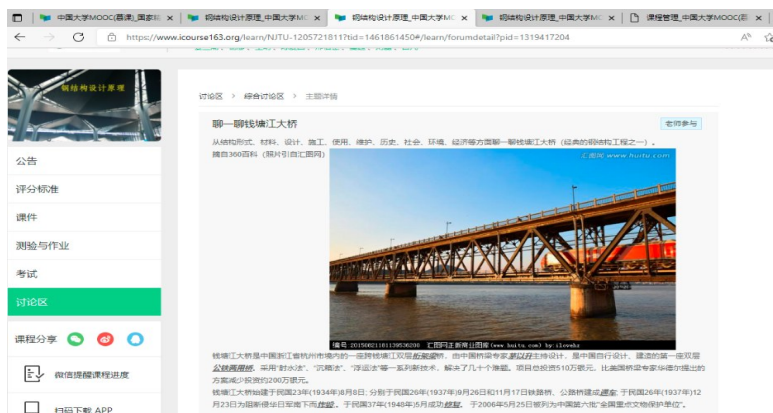 中国大学MOOC(慕课)_国家精
钢结构设计原理_中国大学MO
钢结构设计原理_中国大学MO
钢结构设计原理_中国大学MO
课程管理_中国大学MOOC(慕
https://www.icourse163.org/learn/NJTU-1205721811?tid=1461861450#/learn/forumdetail?pid=1319417204
钢结构设计原理
公告
评分标准
课件
测验与作业
考试
讨论区
课程分享
微信提醒课程进度
扫码下载 APP
讨论区 > 综合讨论区 > 主题详情
聊一聊钱塘江大桥
老师参与
从结构形式、材料、设计、施工、使用、维护、历史、社会、环境、经济等方面聊一聊钱塘江大桥（经典的钢结构工程之一）。
摘自360百科（照片引自汇图网）
汇图网 www.huitu.com
编号 20150621181139536200 汇图网正版商业图库(www.huitu.com) by:ilovehz
钱塘江大桥是中国浙江省杭州市境内的一座跨钱塘江双层桁架梁桥，由中国桥梁专家茅以升主持设计，是中国自行设计、建造的第一座双层
公铁两用桥，采用“射水法”、“沉箱法”、“浮运法”等一系列新技术，解决了几十个难题。项目总投资510万银元，比美国桥梁专家华德尔提出的
方案减少投资约200万银元。
钱塘江大桥始建于民国23年(1934年)8月8日; 分别于民国26年(1937年)9月26日和11月17日铁路桥、公路桥建成通车; 于民国26年(1937年)12
月23日为阻断侵华日军南下而炸毁，于民国37年(1948年)5月成功修复。于2006年5月25日被列为中国第六批“全国重点文物保护单位”。